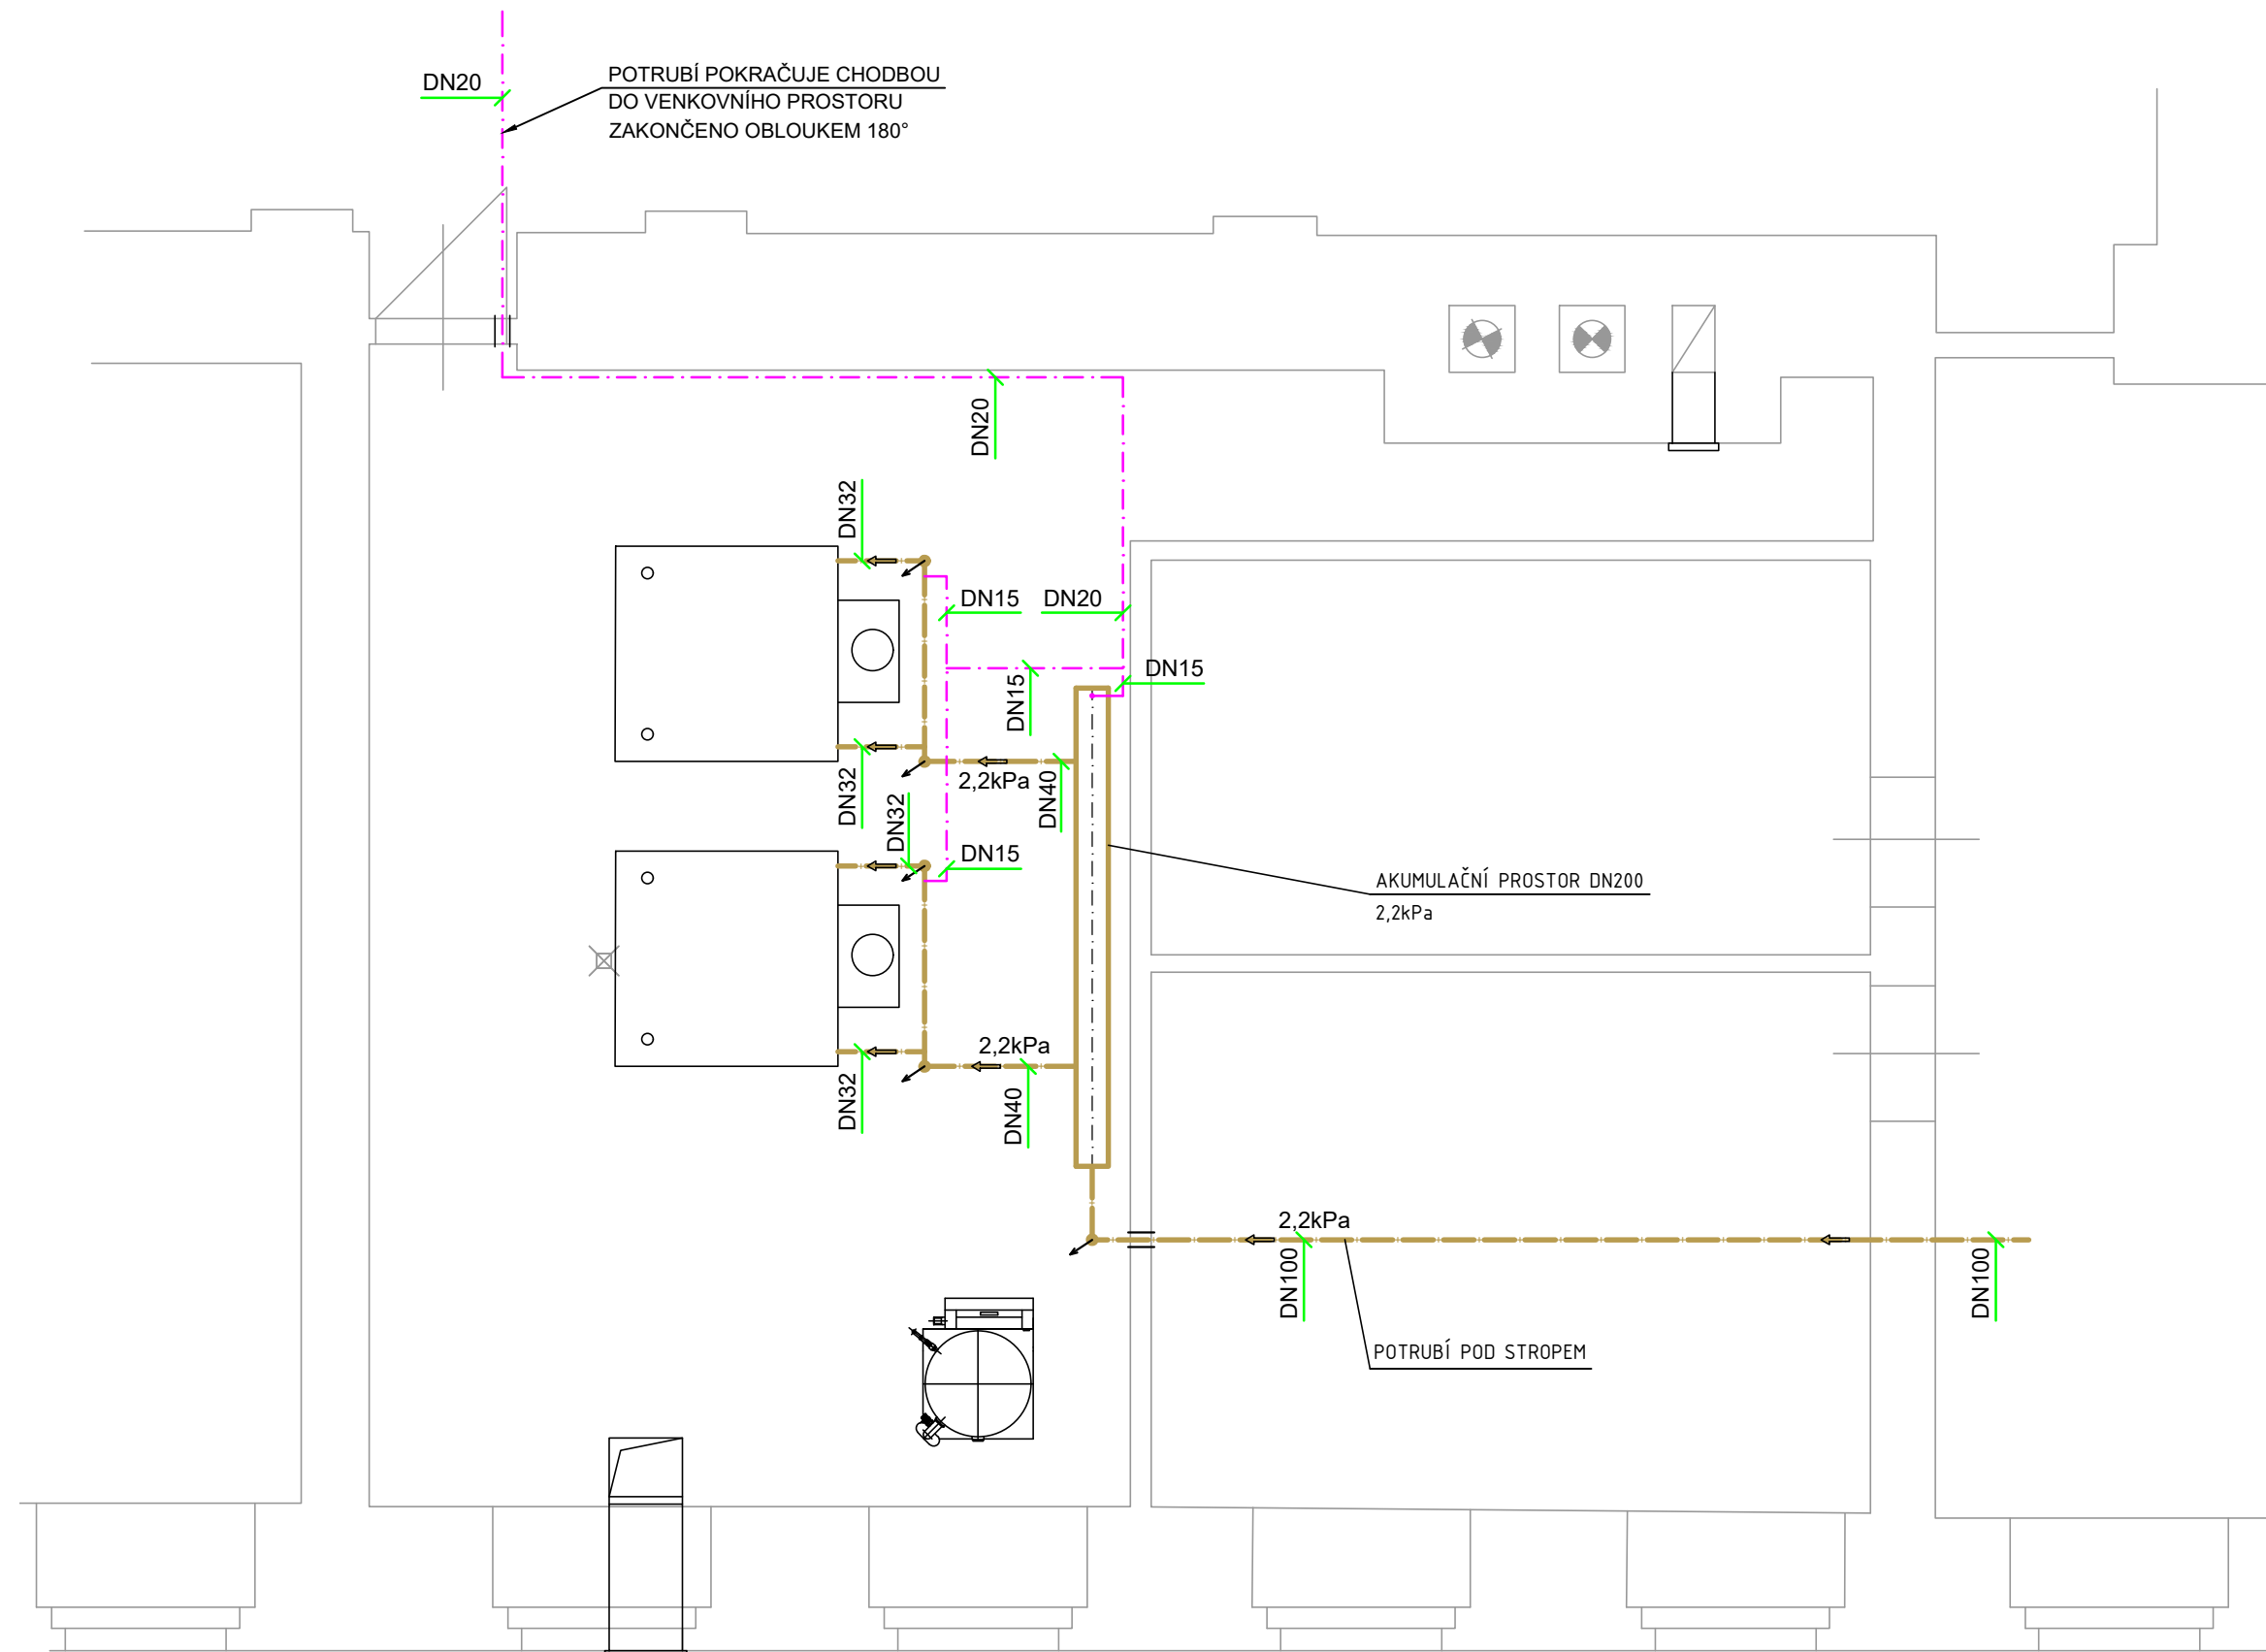 DN20
POTRUBÍ POKRAČUJE CHODBOU
DO VENKOVNÍHO PROSTORU
ZAKONČENO OBLOUKEM 180°
DN20
DN32
DN15
DN20
DN15
DN15
DN32
2,2kPa
DN40
DN32
DN15
AKUMULAČNÍ PROSTOR DN200
2,2kPa
2,2kPa
DN32
DN40
2,2kPa
DN100
DN100
POTRUBÍ POD STROPEM